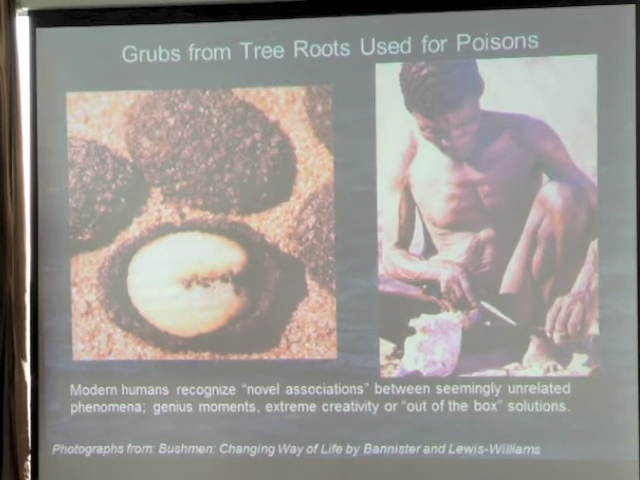 Grubs from Tree Roots Used for Poisons
Modern humans recognize "novel associations" between seemingly unrelated
phenomena; genius moments, extreme creativity or "out of the box" solutions.
Photographs from: Bushmen: Changing Way of Life by Bannister and Lewis-Williams